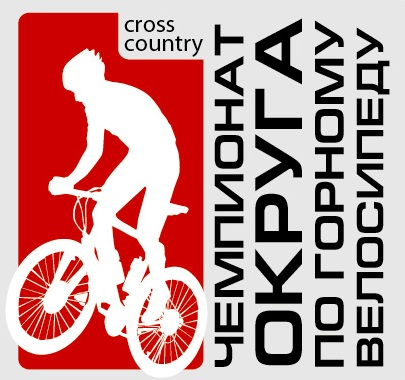 cross
country
ЧЕМПИОНАТ
ОКРУГА
ПО ГОРНОМУ
ВЕЛОСИПЕДУ